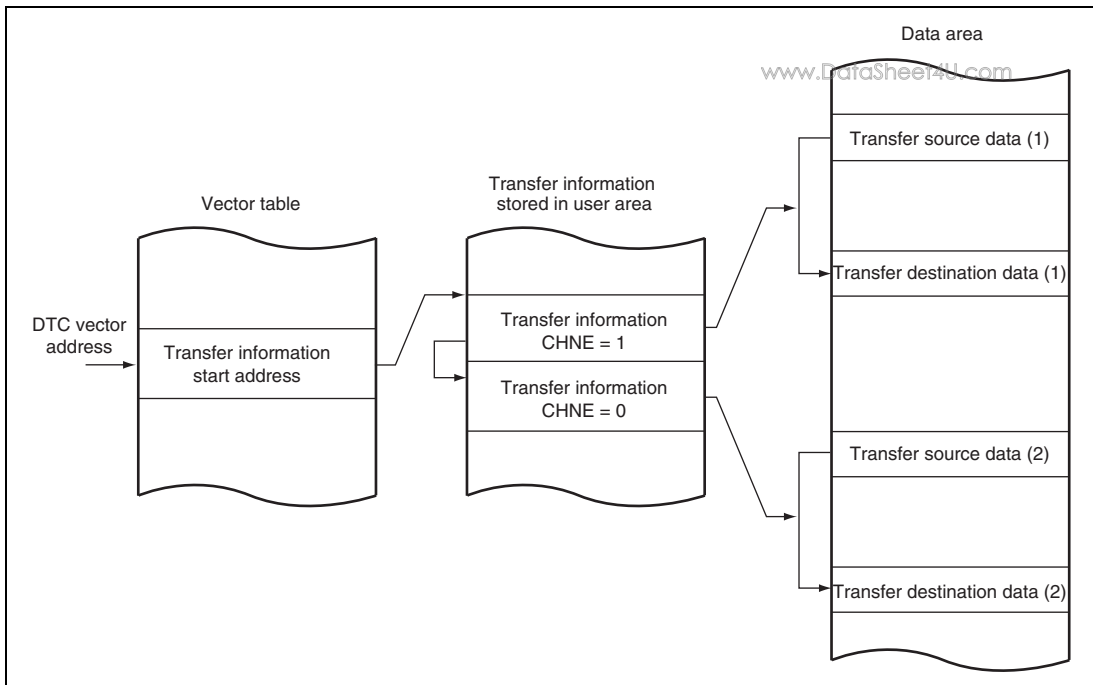 Data area
www.DataSheet4U.com
Transfer source data (1)
Transfer information
stored in user area
Vector table
Transfer destination data (1)
DTC vector
address
Transfer information
start address
Transfer information
CHNE = 1
Transfer information
CHNE = 0
Transfer source data (2)
Transfer destination data (2)